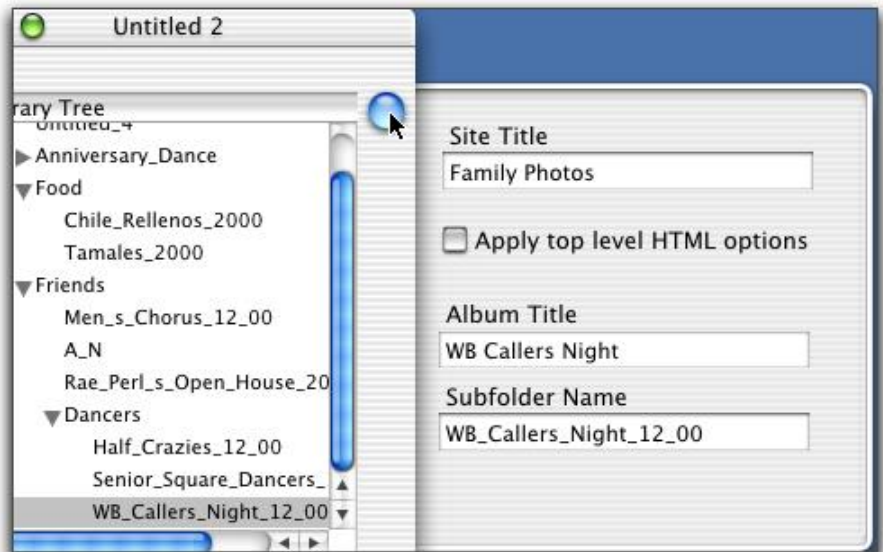 Untitled 2
rary Tree
Untitled_4
Anniversary_Dance
Food
Chile_Rellenos_2000
Tamales_2000
Friends
Men_s_Chorus_12_00
A_N
Rae_Perl_s_Open_House_20
Dancers
Half_Crazies_12_00
Senior_Square_Dancers_
WB_Callers_Night_12_00
Site Title
Family Photos
Apply top level HTML options
Album Title
WB Callers Night
Subfolder Name
WB_Callers_Night_12_00